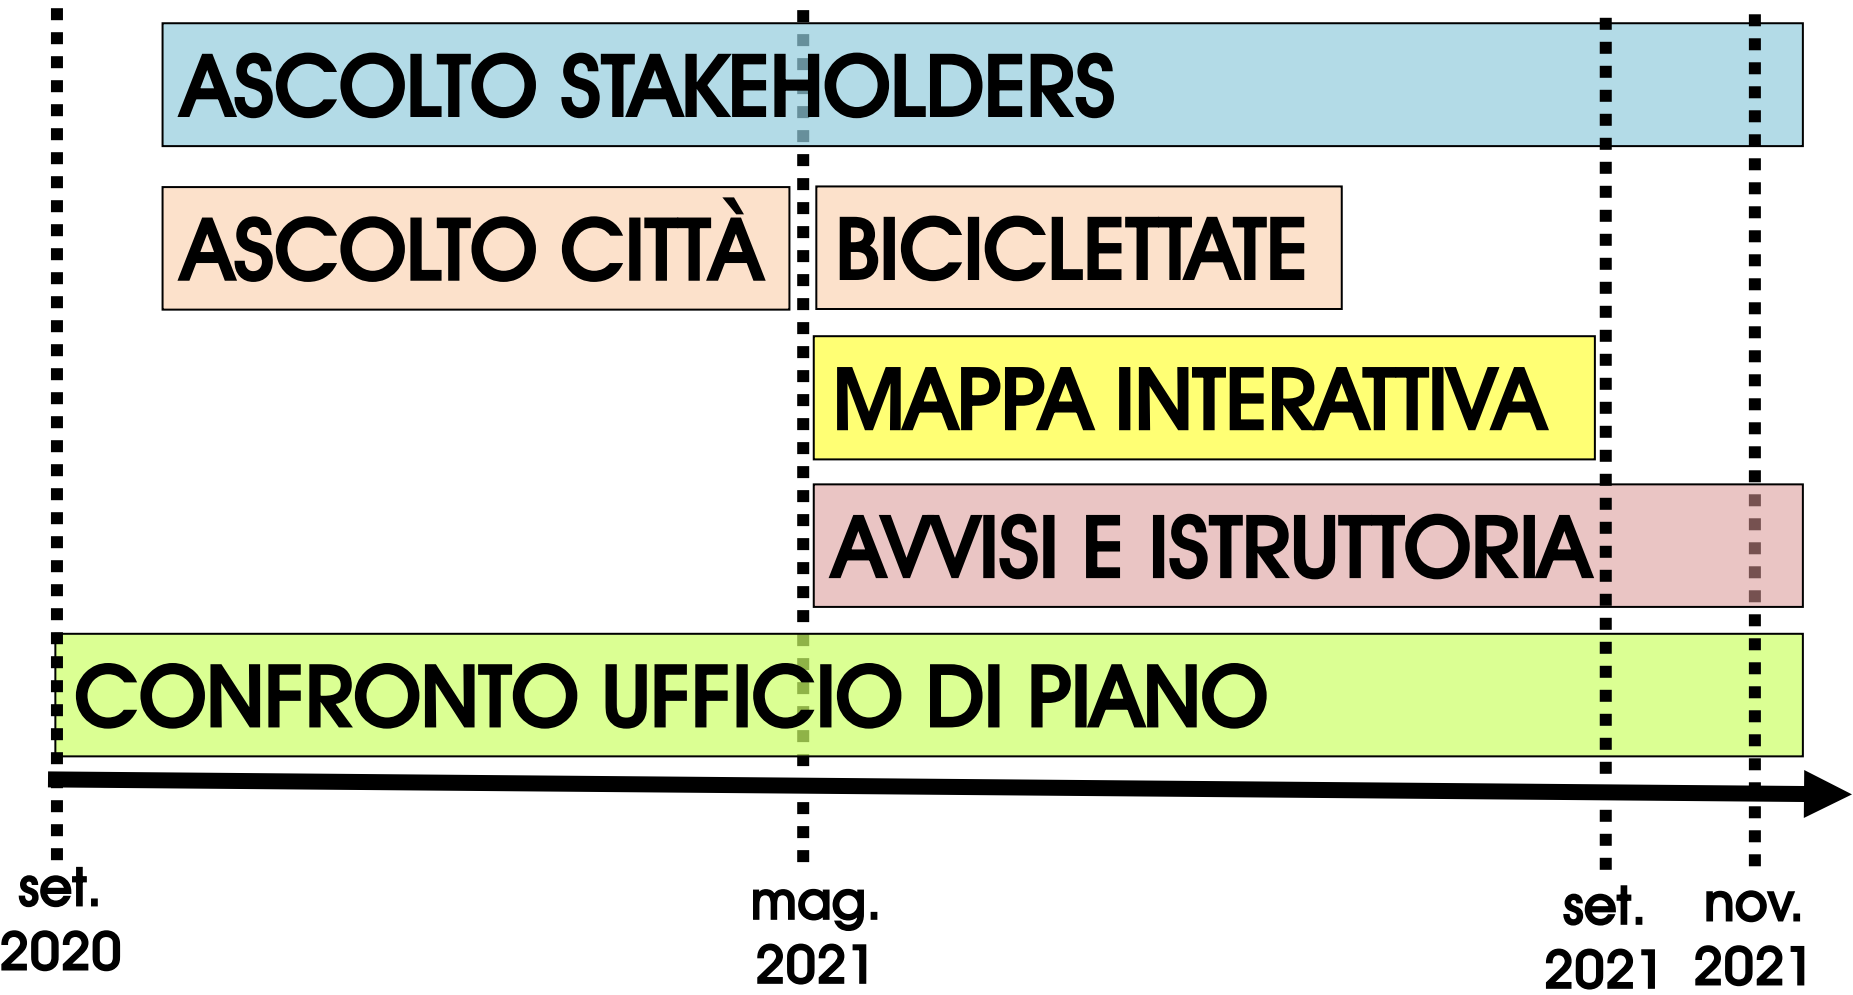 ASCOLTO STAKEHOLDERS
ASCOLTO CITTÀ
BICICLETTATE
MAPPA INTERATTIVA
AVVISI E ISTRUTTORIA
CONFRONTO UFFICIO DI PIANO
set.
2020
mag.
2021
set.
2021
nov.
2021